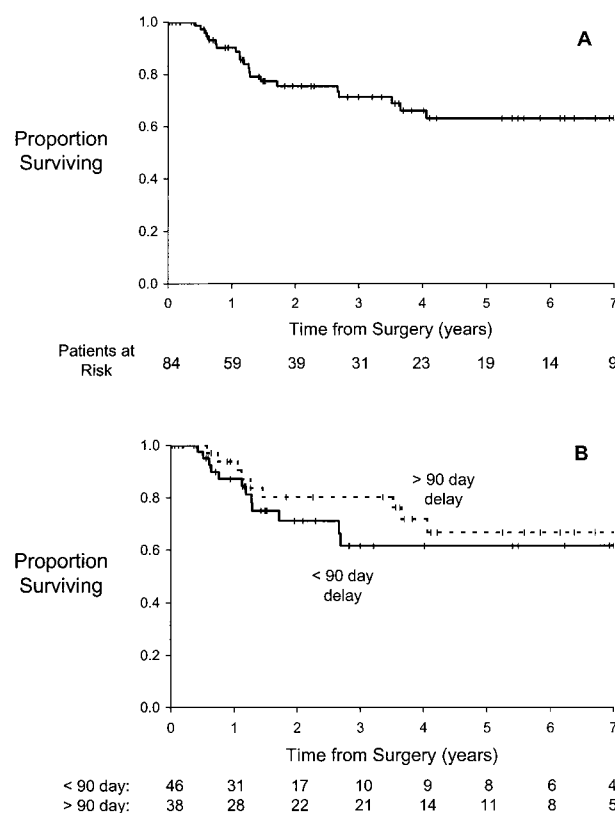 A
1.0
0.8
0.6
0.4
0.2
0.0
Proportion
Surviving
0 1 2 3 4 5 6 7
Time from Surgery (years)
Patients at
Risk
84 59 39 31 23 19 14 9
B
1.0
0.8
0.6
0.4
0.2
0.0
Proportion
Surviving
> 90 day
delay
< 90 day
delay
0 1 2 3 4 5 6 7
Time from Surgery (years)
< 90 day: 46 31 17 10 9 8 6 4
> 90 day: 38 28 22 21 14 11 8 5